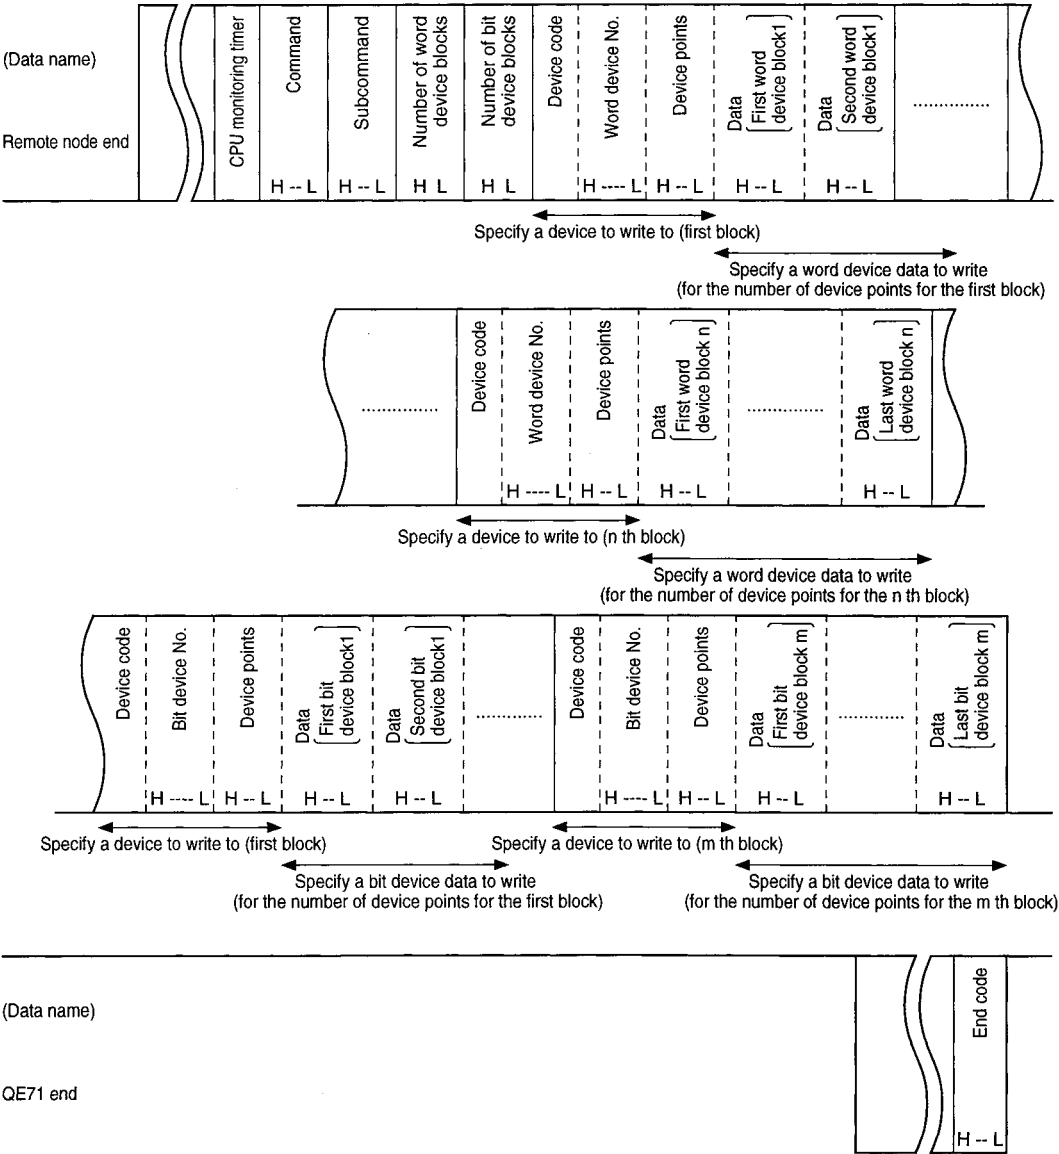 (Data name)
Remote node end
CPU monitoring timer
Command
H -- L
Subcommand
H -- L
Number of word
device blocks
H L
Number of bit
device blocks
H L
Device code
Word device No.
H ---- L
Device points
H -- L
Data
First word
device block1
H -- L
Data
Second word
device block1
H -- L
Specify a device to write to (first block)
Specify a word device data to write
(for the number of device points for the first block)
Device code
Word device No.
H ---- L
Device points
H -- L
Data
First word
device block n
H -- L
Data
Last word
device block n
H -- L
Specify a device to write to (n th block)
Specify a word device data to write
(for the number of device points for the n th block)
Device code
Bit device No.
H ---- L
Device points
H -- L
Data
First bit
device block1
H -- L
Data
Second bit
device block1
H -- L
Device code
Bit device No.
H ---- L
Device points
H -- L
Data
First bit
device block m
H -- L
Data
Last bit
device block m
H -- L
Specify a device to write to (first block)
Specify a device to write to (m th block)
Specify a bit device data to write
(for the number of device points for the first block)
Specify a bit device data to write
(for the number of device points for the m th block)
(Data name)
QE71 end
End code
H -- L